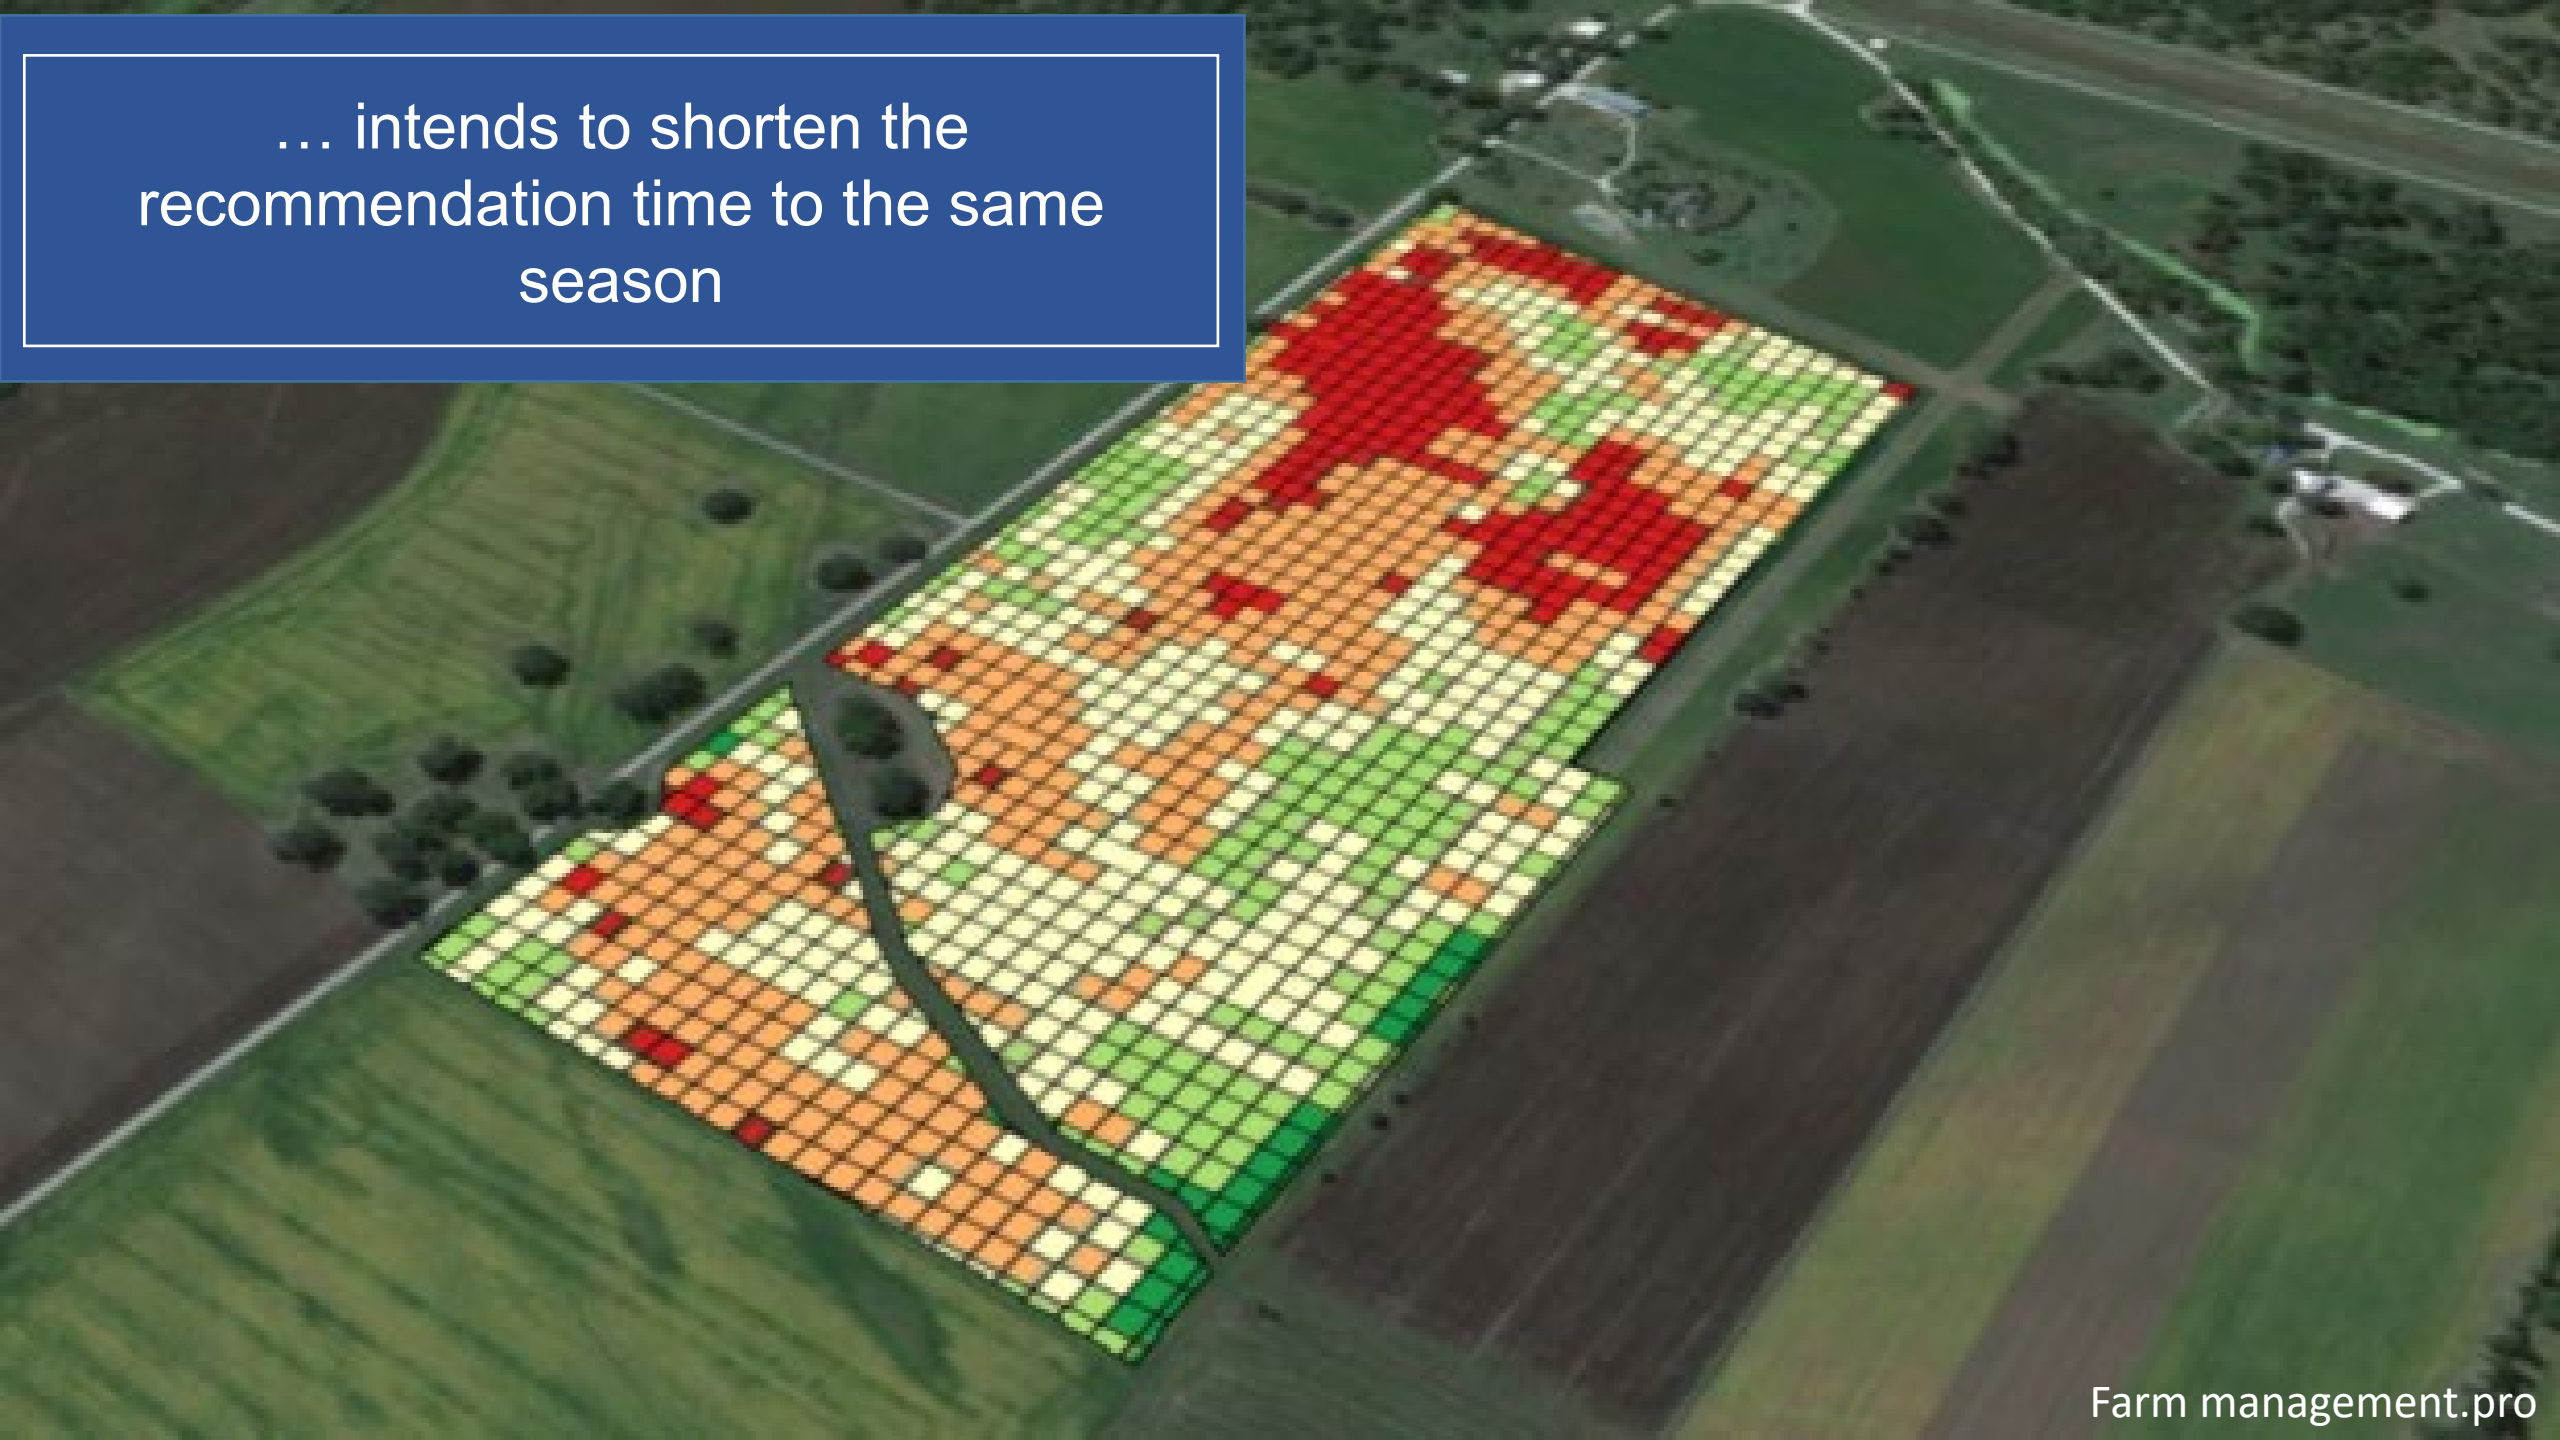 … intends to shorten the
recommendation time to the same
season
Farm management.pro